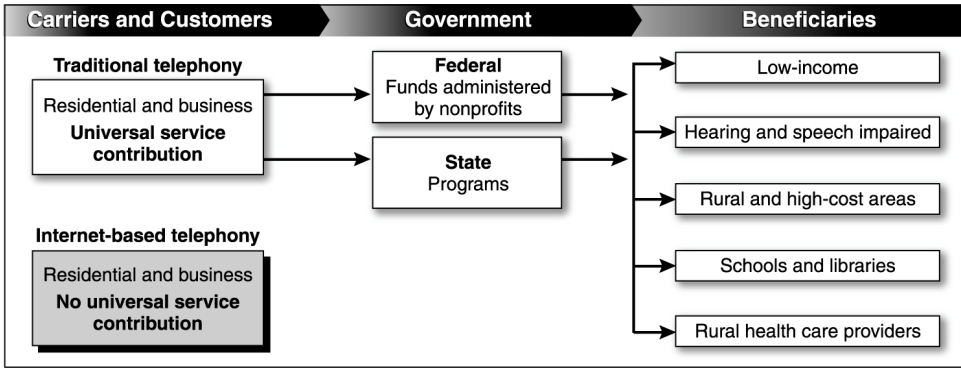 Carriers and Customers
Government
Beneficiaries
Traditional telephony
Residential and business
Universal service
contribution
Internet-based telephony
Residential and business
No universal service
contribution
Federal
Funds administered
by nonprofits
State
Programs
Low-income
Hearing and speech impaired
Rural and high-cost areas
Schools and libraries
Rural health care providers